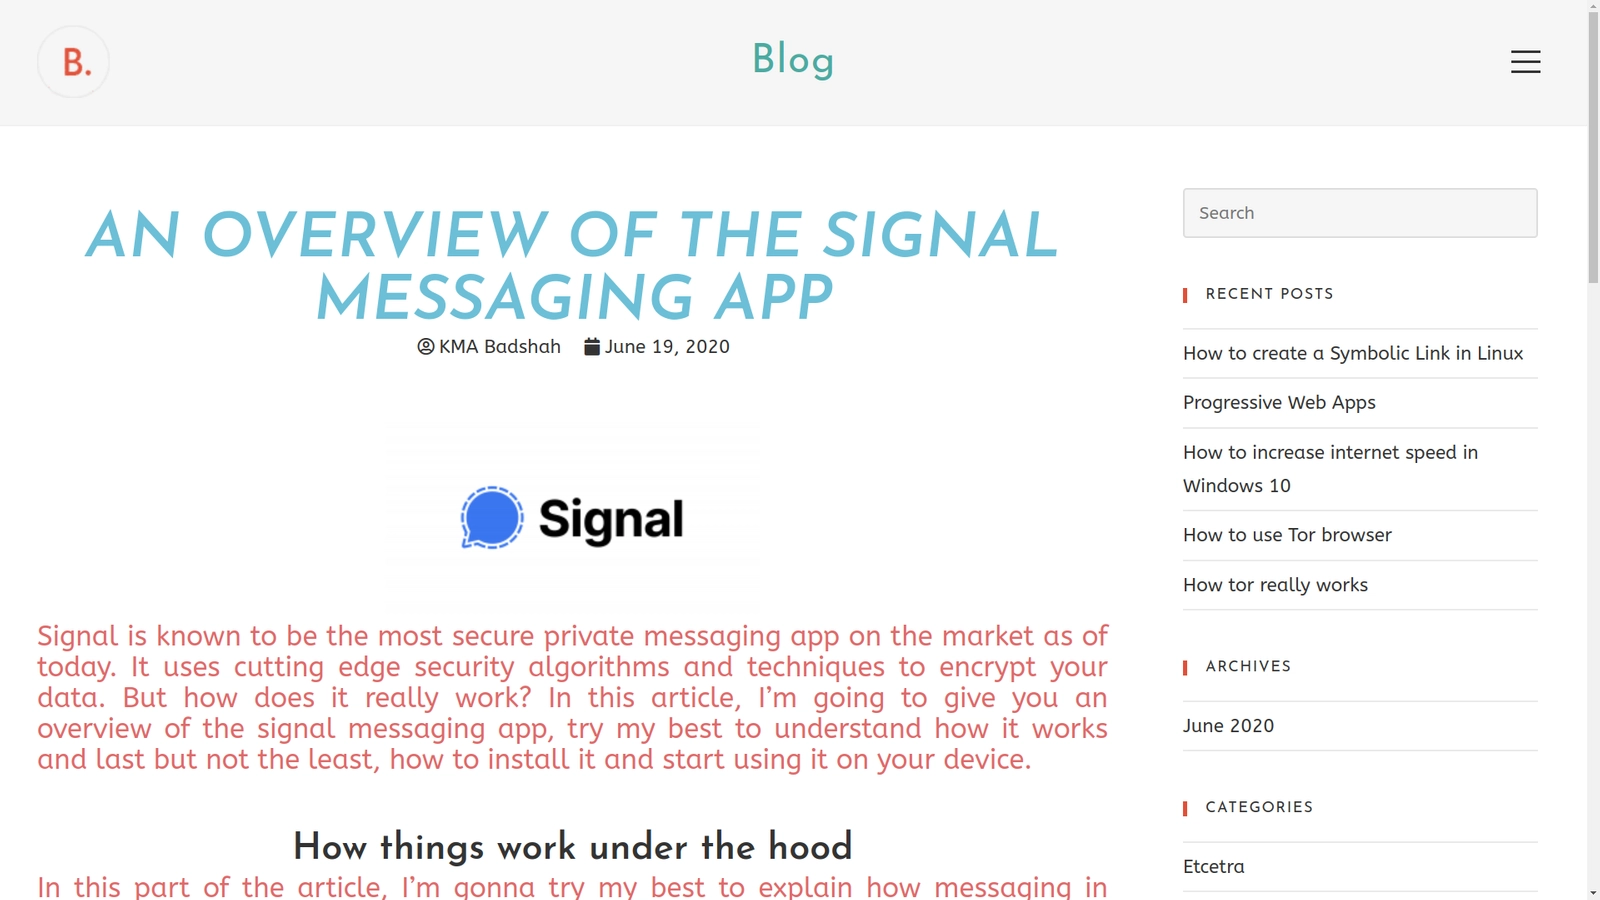 B.
Blog
AN OVERVIEW OF THE SIGNAL
MESSAGING APP
KMA Badshah June 19, 2020
Signal
Signal is known to be the most secure private messaging app on the market as of
today. It uses cutting edge security algorithms and techniques to encrypt your
data. But how does it really work? In this article, I’m going to give you an
overview of the signal messaging app, try my best to understand how it works
and last but not the least, how to install it and start using it on your device.
How things work under the hood
In this part of the article, I’m gonna try my best to explain how messaging in
Search
RECENT POSTS
How to create a Symbolic Link in Linux
Progressive Web Apps
How to increase internet speed in
Windows 10
How to use Tor browser
How tor really works
ARCHIVES
June 2020
CATEGORIES
Etcetra